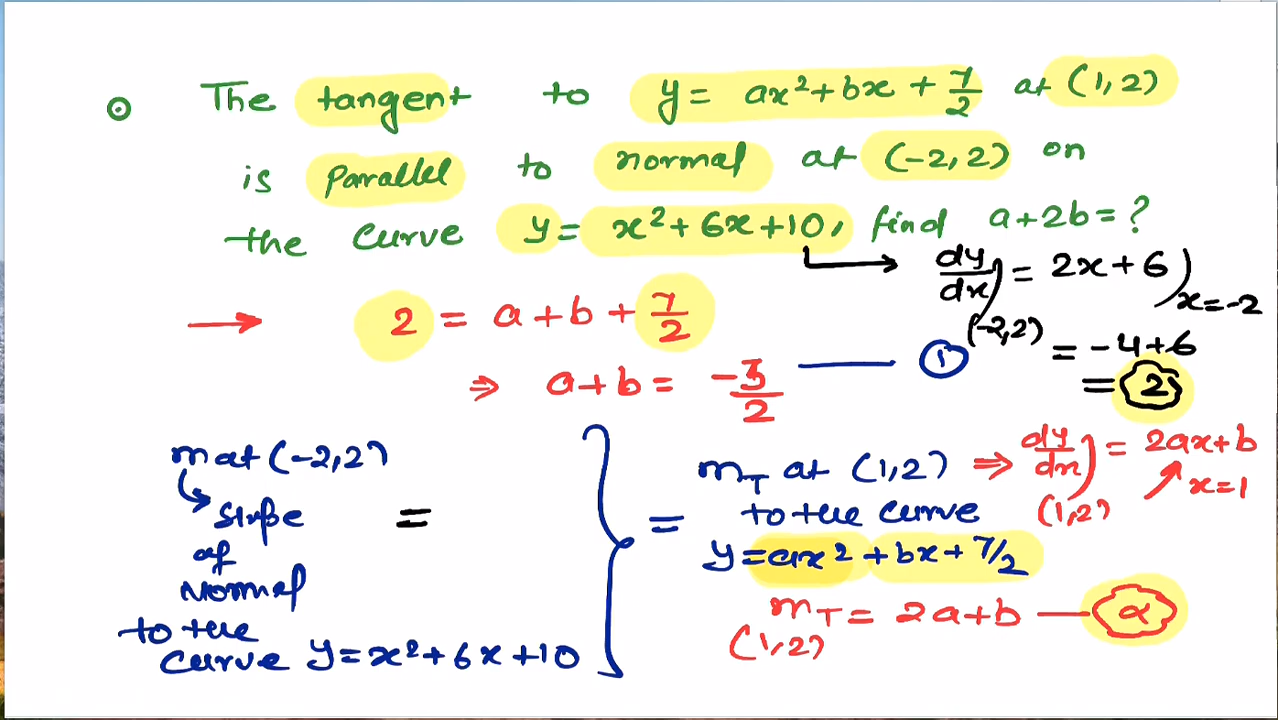 The tangent to y = ax²+bx + 7/2 at (1,2)
is parallel to normal at (-2,2) on
the curve y = x²+6x+10, find a+2b=?
dy/dx)(-2,2) = 2x+6)x=-2
= -4+6
= 2
→ 2 = a+b+ 7/2
⇒ a+b = -3/2 —— ①
m at (-2,2)
↳ slope
of
Normal
to the
curve y=x²+6x+10
=
} =
mT at (1,2)
to the curve
y=ax²+bx+7/2
⇒ dy/dx)(1,2) = 2ax+b
x=1
mT(1,2) = 2a+b — α